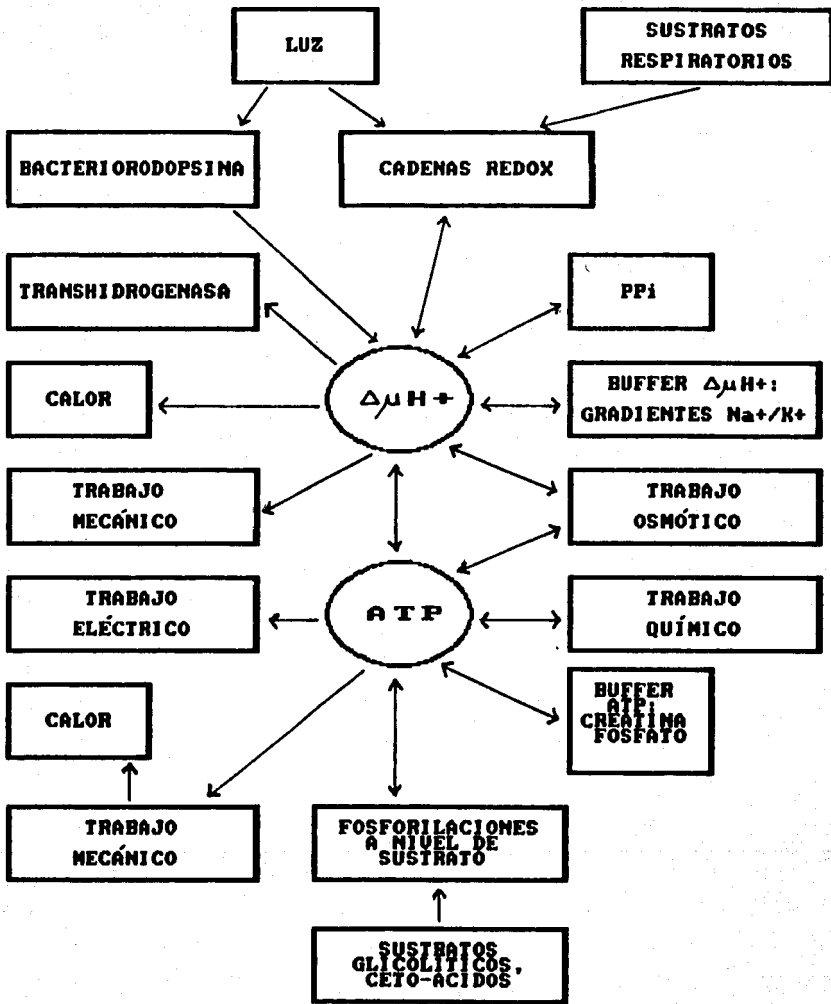 LUZ
SUSTRATOS
RESPIRATORIOS
BACTERIORODOPSINA
CADENAS REDOX
TRANSHIDROGENASA
PPi
CALOR
ΔμH+
BUFFER ΔμH+:
GRADIENTES Na+/K+
TRABAJO
MECÁNICO
TRABAJO
OSMÓTICO
TRABAJO
ELÉCTRICO
ATP
TRABAJO
QUÍMICO
CALOR
BUFFER
ATP:
CREATINA
FOSFATO
TRABAJO
MECÁNICO
FOSFORILACIONES
A NIVEL DE
SUSTRATO
SUSTRATOS
GLICOLITICOS,
CETO-ACIDOS